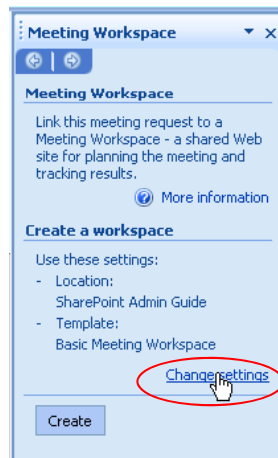 Meeting Workspace
Meeting Workspace
Link this meeting request to a
Meeting Workspace - a shared Web
site for planning the meeting and
tracking results.
More information
Create a workspace
Use these settings:
- Location:
SharePoint Admin Guide
- Template:
Basic Meeting Workspace
Change settings
Create